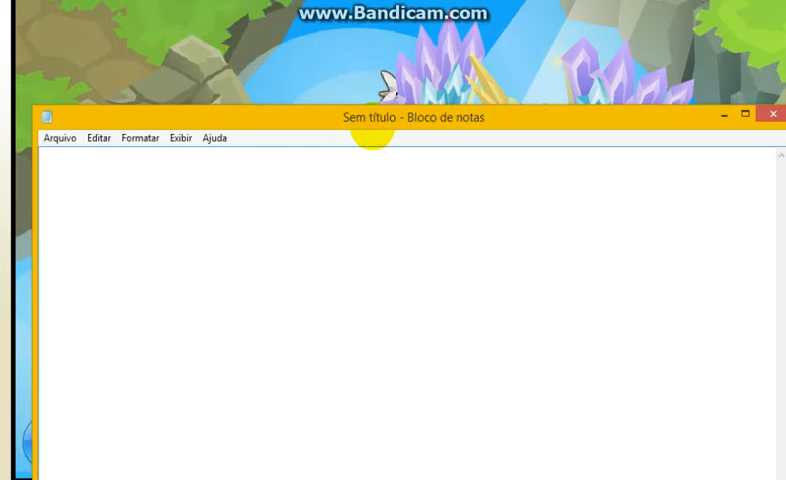 www.Bandicam.com
Sem título - Bloco de notas
Arquivo Editar Formatar Exibir Ajuda